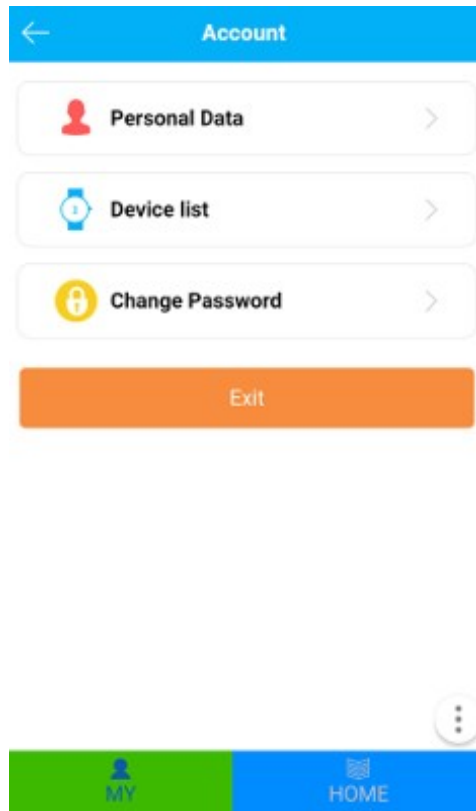 Account
Personal Data
Device list
Change Password
Exit
MY
HOME